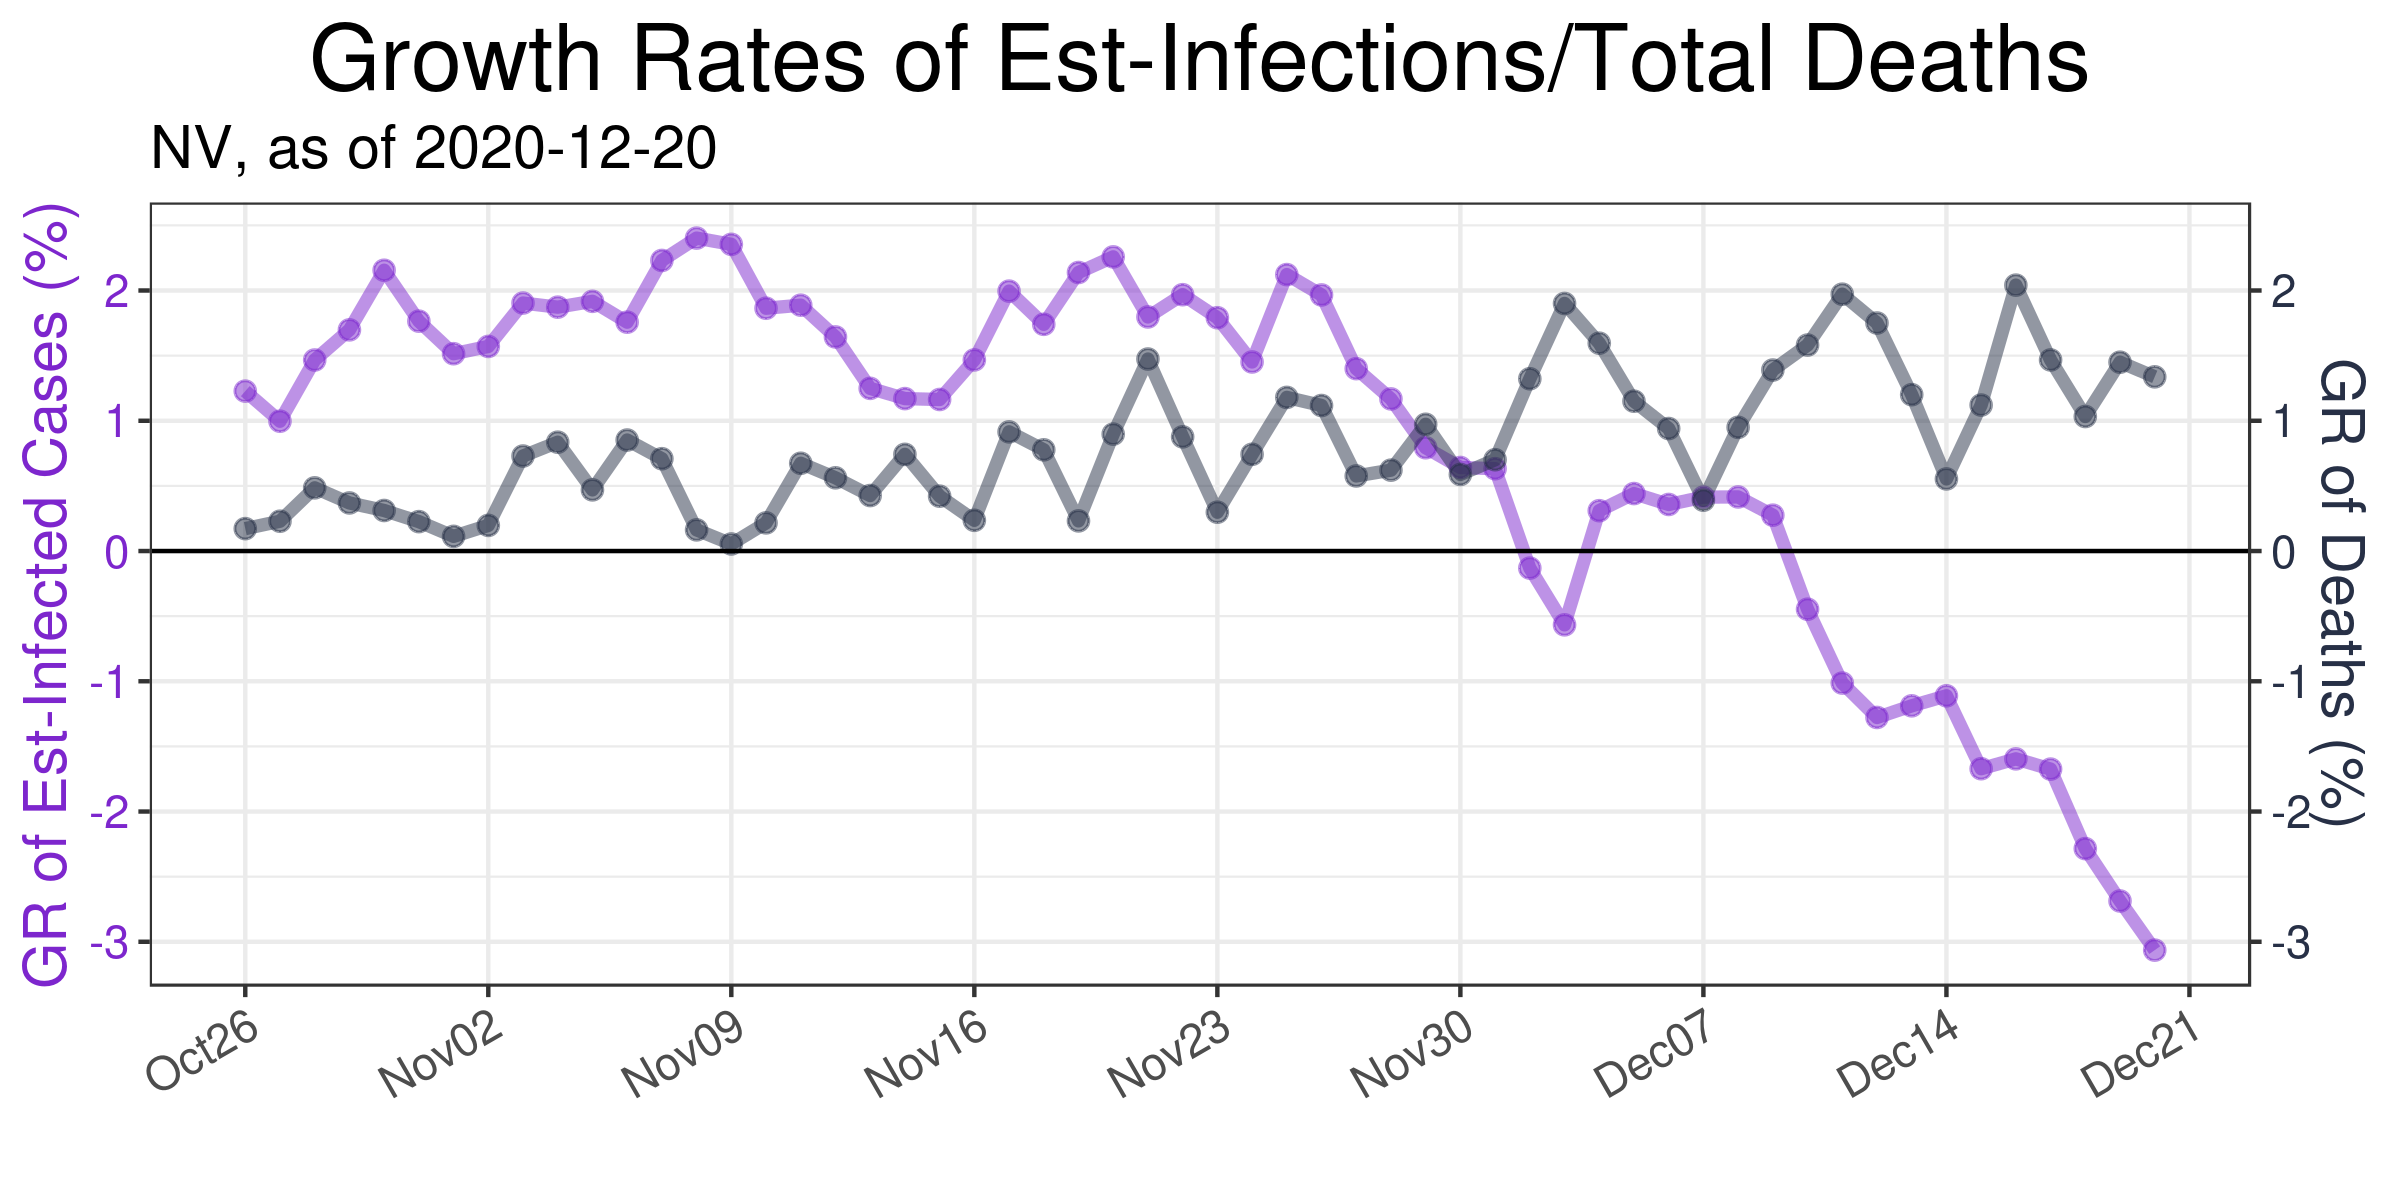 Growth Rates of Est-Infections/Total Deaths
NV, as of 2020-12-20
GR of Est-Infected Cases (%)
2
1
0
-1
-2
-3
2
1
0
-1
-2
-3
GR of Deaths (%)
Oct26
Nov02
Nov09
Nov16
Nov23
Nov30
Dec07
Dec14
Dec21